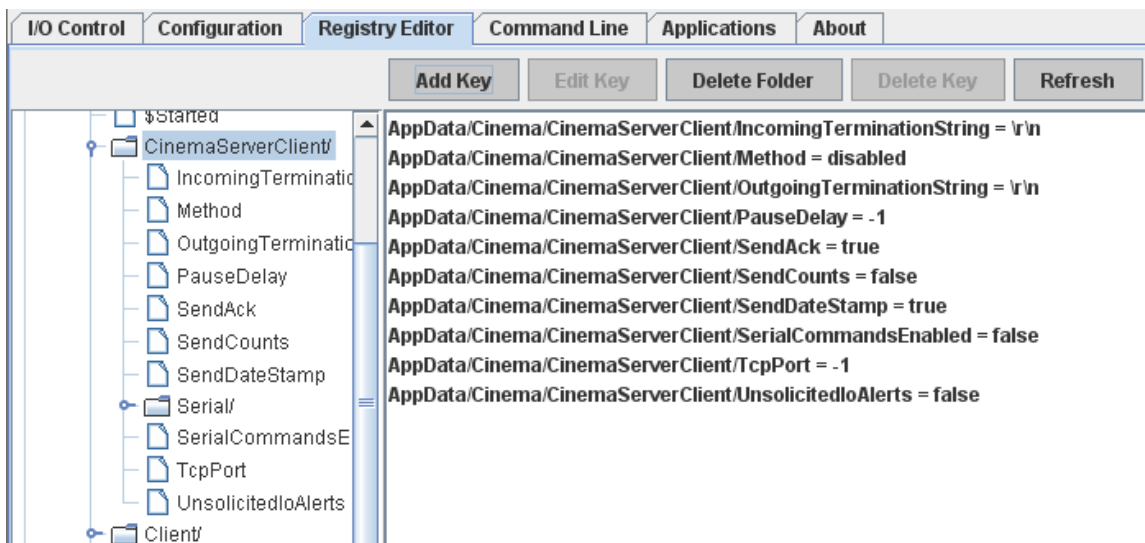 I/O Control Configuration Registry Editor Command Line Applications About
Add Key Edit Key Delete Folder Delete Key Refresh
$Started
CinemaServerClient/
IncomingTerminatio
Method
OutgoingTerminatio
PauseDelay
SendAck
SendCounts
SendDateStamp
Serial/
SerialCommandsE
TcpPort
UnsolicitedIoAlerts
Client/
AppData/Cinema/CinemaServerClient/IncomingTerminationString = \r\n
AppData/Cinema/CinemaServerClient/Method = disabled
AppData/Cinema/CinemaServerClient/OutgoingTerminationString = \r\n
AppData/Cinema/CinemaServerClient/PauseDelay = -1
AppData/Cinema/CinemaServerClient/SendAck = true
AppData/Cinema/CinemaServerClient/SendCounts = false
AppData/Cinema/CinemaServerClient/SendDateStamp = true
AppData/Cinema/CinemaServerClient/SerialCommandsEnabled = false
AppData/Cinema/CinemaServerClient/TcpPort = -1
AppData/Cinema/CinemaServerClient/UnsolicitedIoAlerts = false